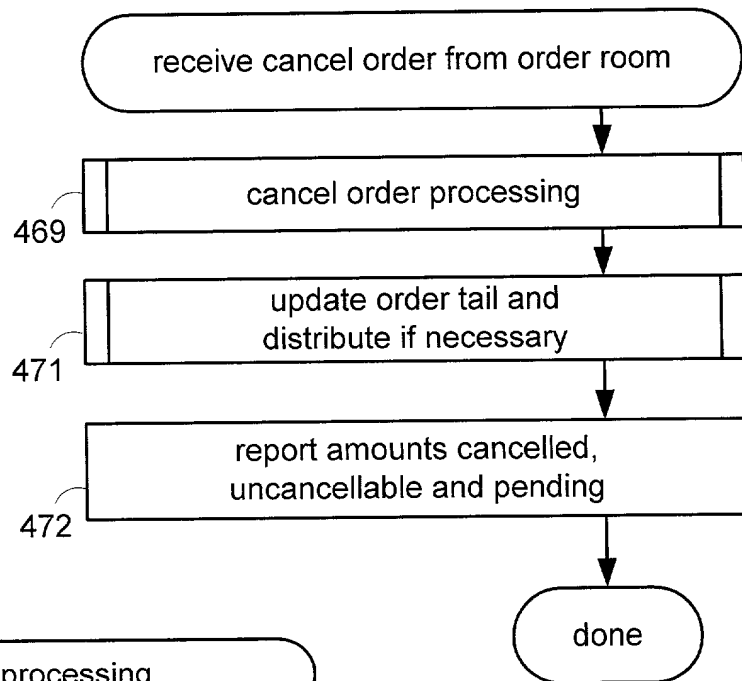 receive cancel order from order room
cancel order processing
469
update order tail and
distribute if necessary
471
report amounts cancelled,
uncancellable and pending
472
done
processing